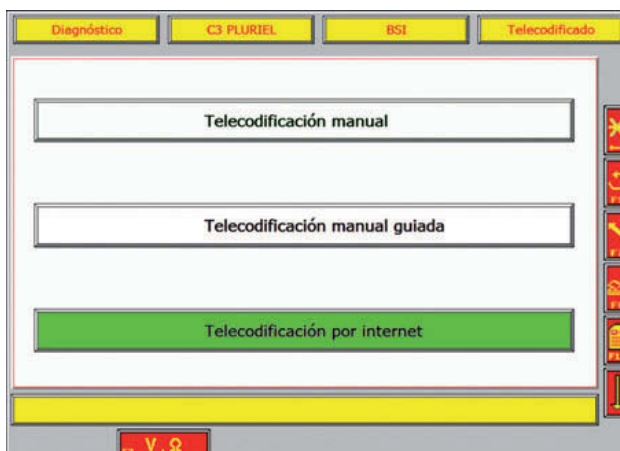 Diagnóstico
C3 PLURIEL
BSI
Telecodificado
Telecodificación manual
Telecodificación manual guiada
Telecodificación por internet
V.Ω